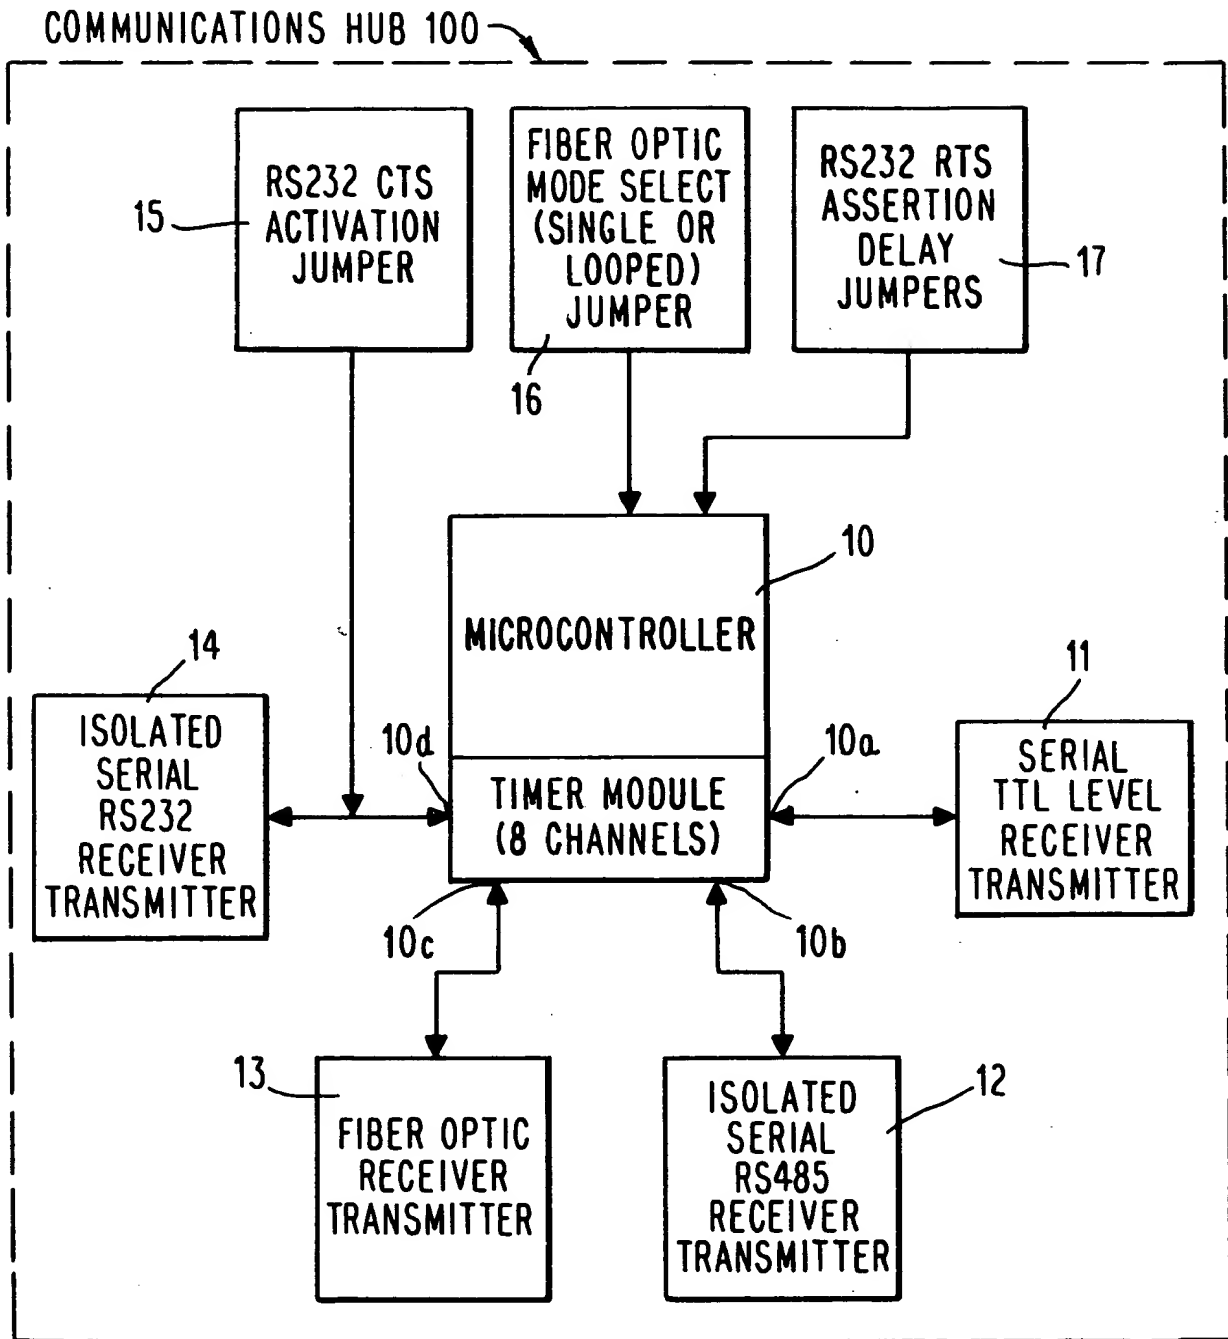 COMMUNICATIONS HUB 100
RS232 CTS
ACTIVATION
JUMPER
15
FIBER OPTIC
MODE SELECT
(SINGLE OR
LOOPED)
JUMPER
16
RS232 RTS
ASSERTION
DELAY
JUMPERS
17
10
MICROCONTROLLER
14
ISOLATED
SERIAL
RS232
RECEIVER
TRANSMITTER
10d
TIMER MODULE
(8 CHANNELS)
10a
11
SERIAL
TTL LEVEL
RECEIVER
TRANSMITTER
10c
10b
13
FIBER OPTIC
RECEIVER
TRANSMITTER
12
ISOLATED
SERIAL
RS485
RECEIVER
TRANSMITTER